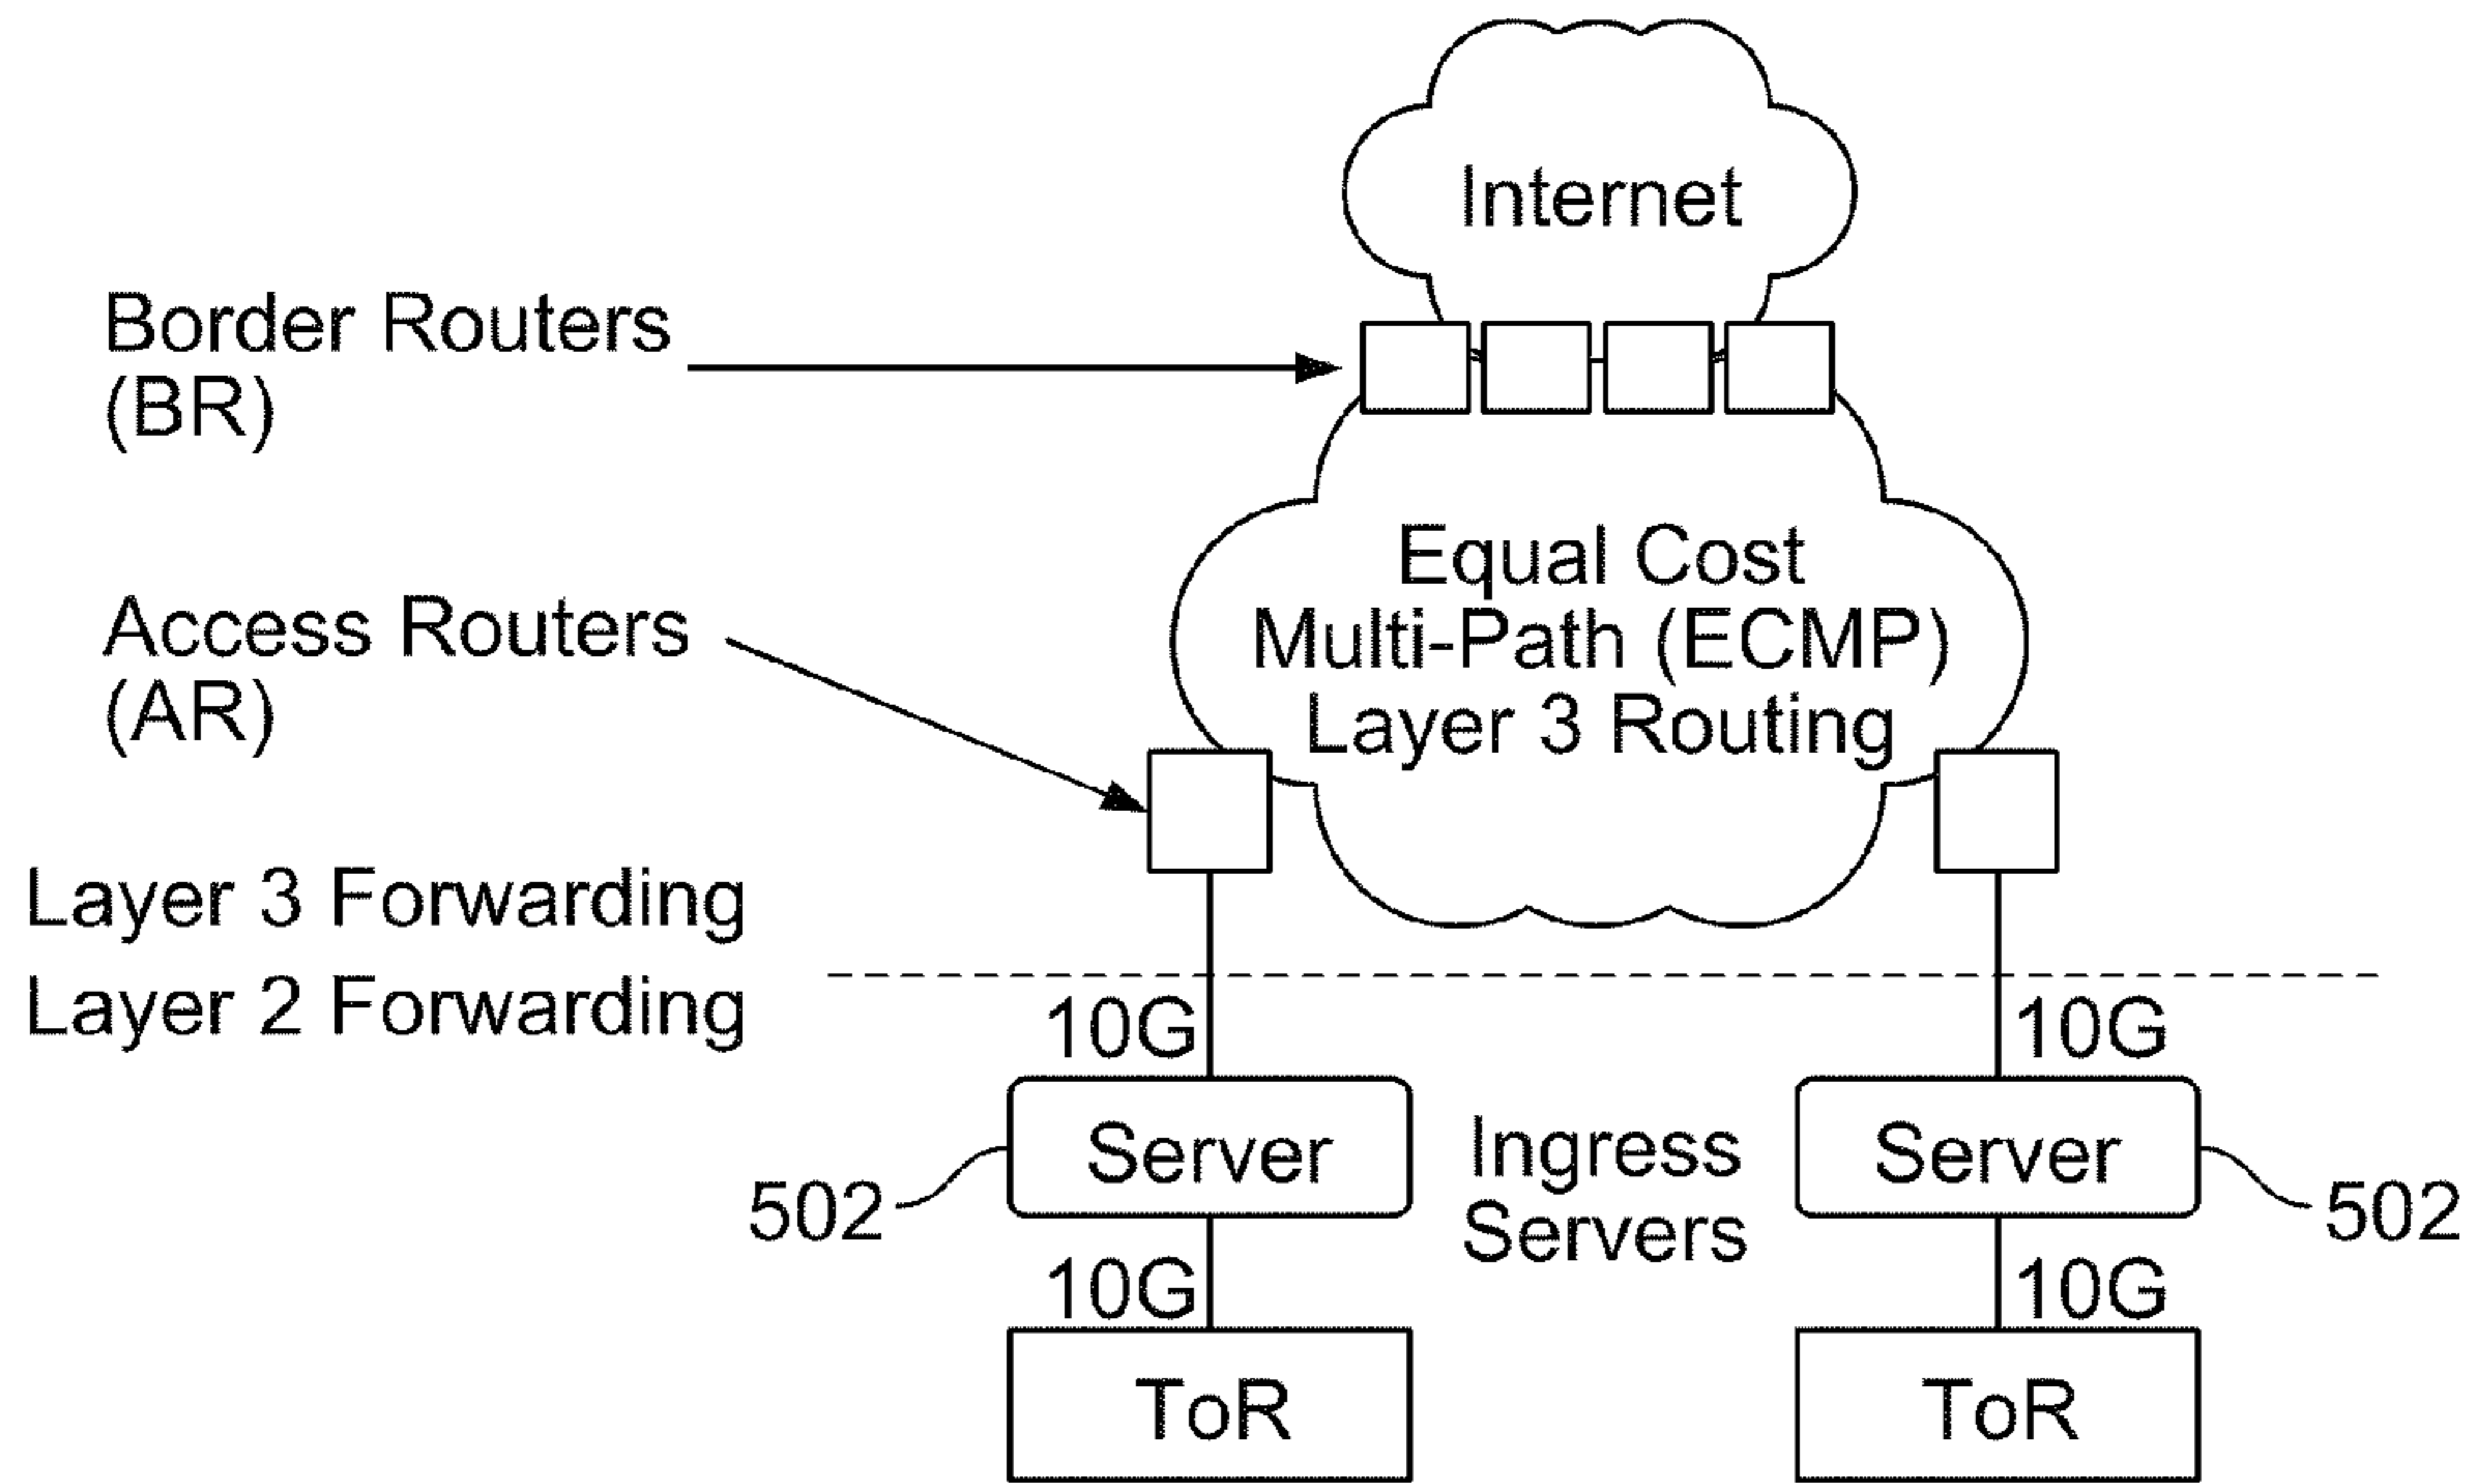 Internet
Border Routers
(BR)
Equal Cost
Multi-Path (ECMP)
Layer 3 Routing
Access Routers
(AR)
Layer 3 Forwarding
Layer 2 Forwarding
10G
10G
Server
Ingress
Servers
Server
502
502
10G
10G
ToR
ToR